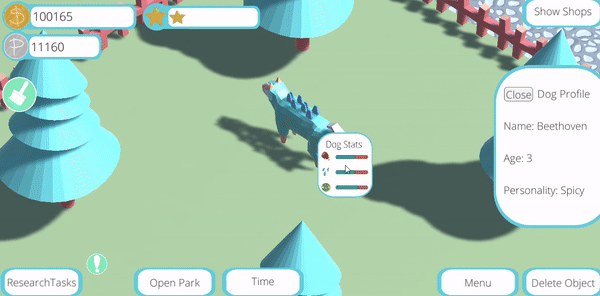 100165
Show Shops
11160
Close Dog Profile
Name: Beethoven
Age: 3
Personality: Spicy
Dog Stats
ResearchTasks
Open Park
Time
Menu
Delete Object